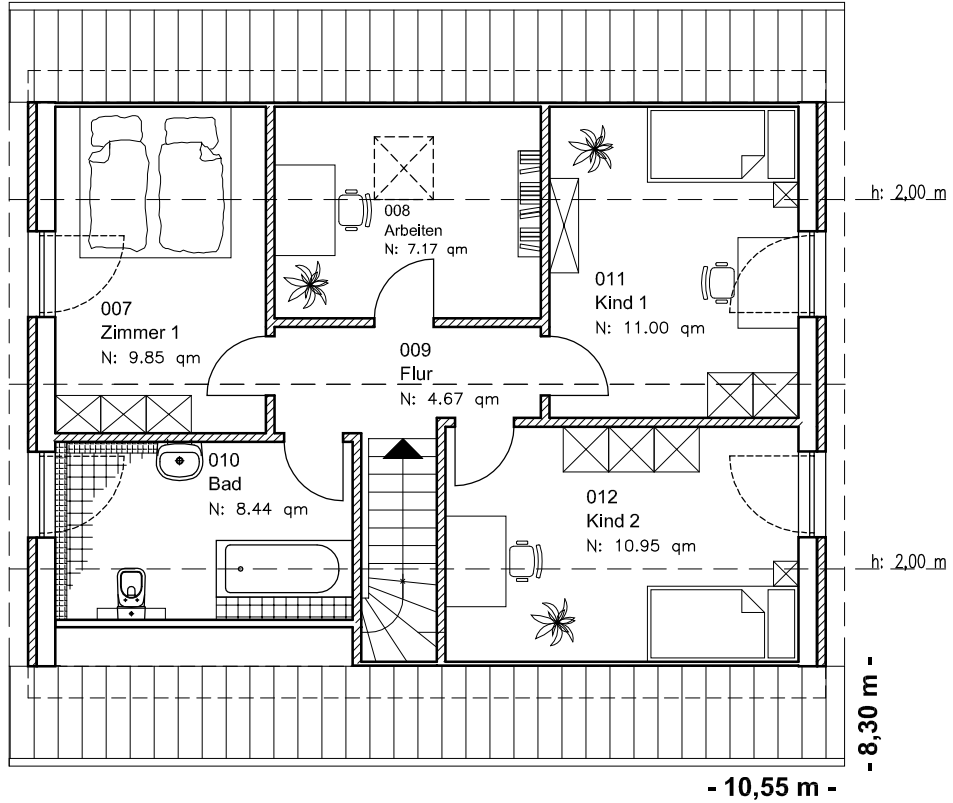 h: 2,00 m
008
Arbeiten
N: 7.17 qm
007
Zimmer 1
N: 9.85 qm
011
Kind 1
N: 11.00 qm
009
Flur
N: 4.67 qm
010
Bad
N: 8.44 qm
012
Kind 2
N: 10.95 qm
h: 2,00 m
- 8,30 m -
- 10,55 m -